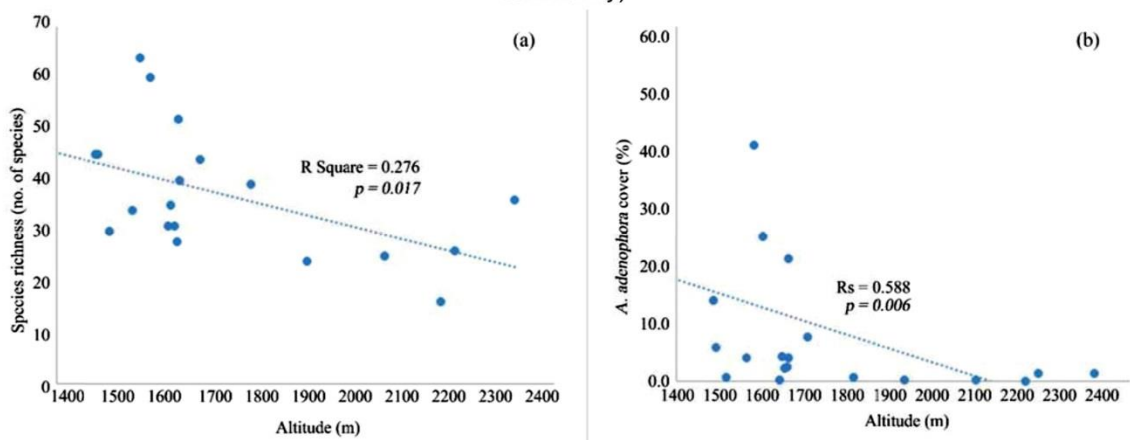 (a)
Species richness (no. of species)
70
60
50
40
30
20
10
0
R Square = 0.276
p = 0.017
1400 1500 1600 1700 1800 1900 2000 2100 2200 2300 2400
Altitude (m)
(b)
A. adenophora cover (%)
60.0
50.0
40.0
30.0
20.0
10.0
0.0
Rs = 0.588
p = 0.006
1400 1500 1600 1700 1800 1900 2000 2100 2200 2300 2400
Altitude (m)